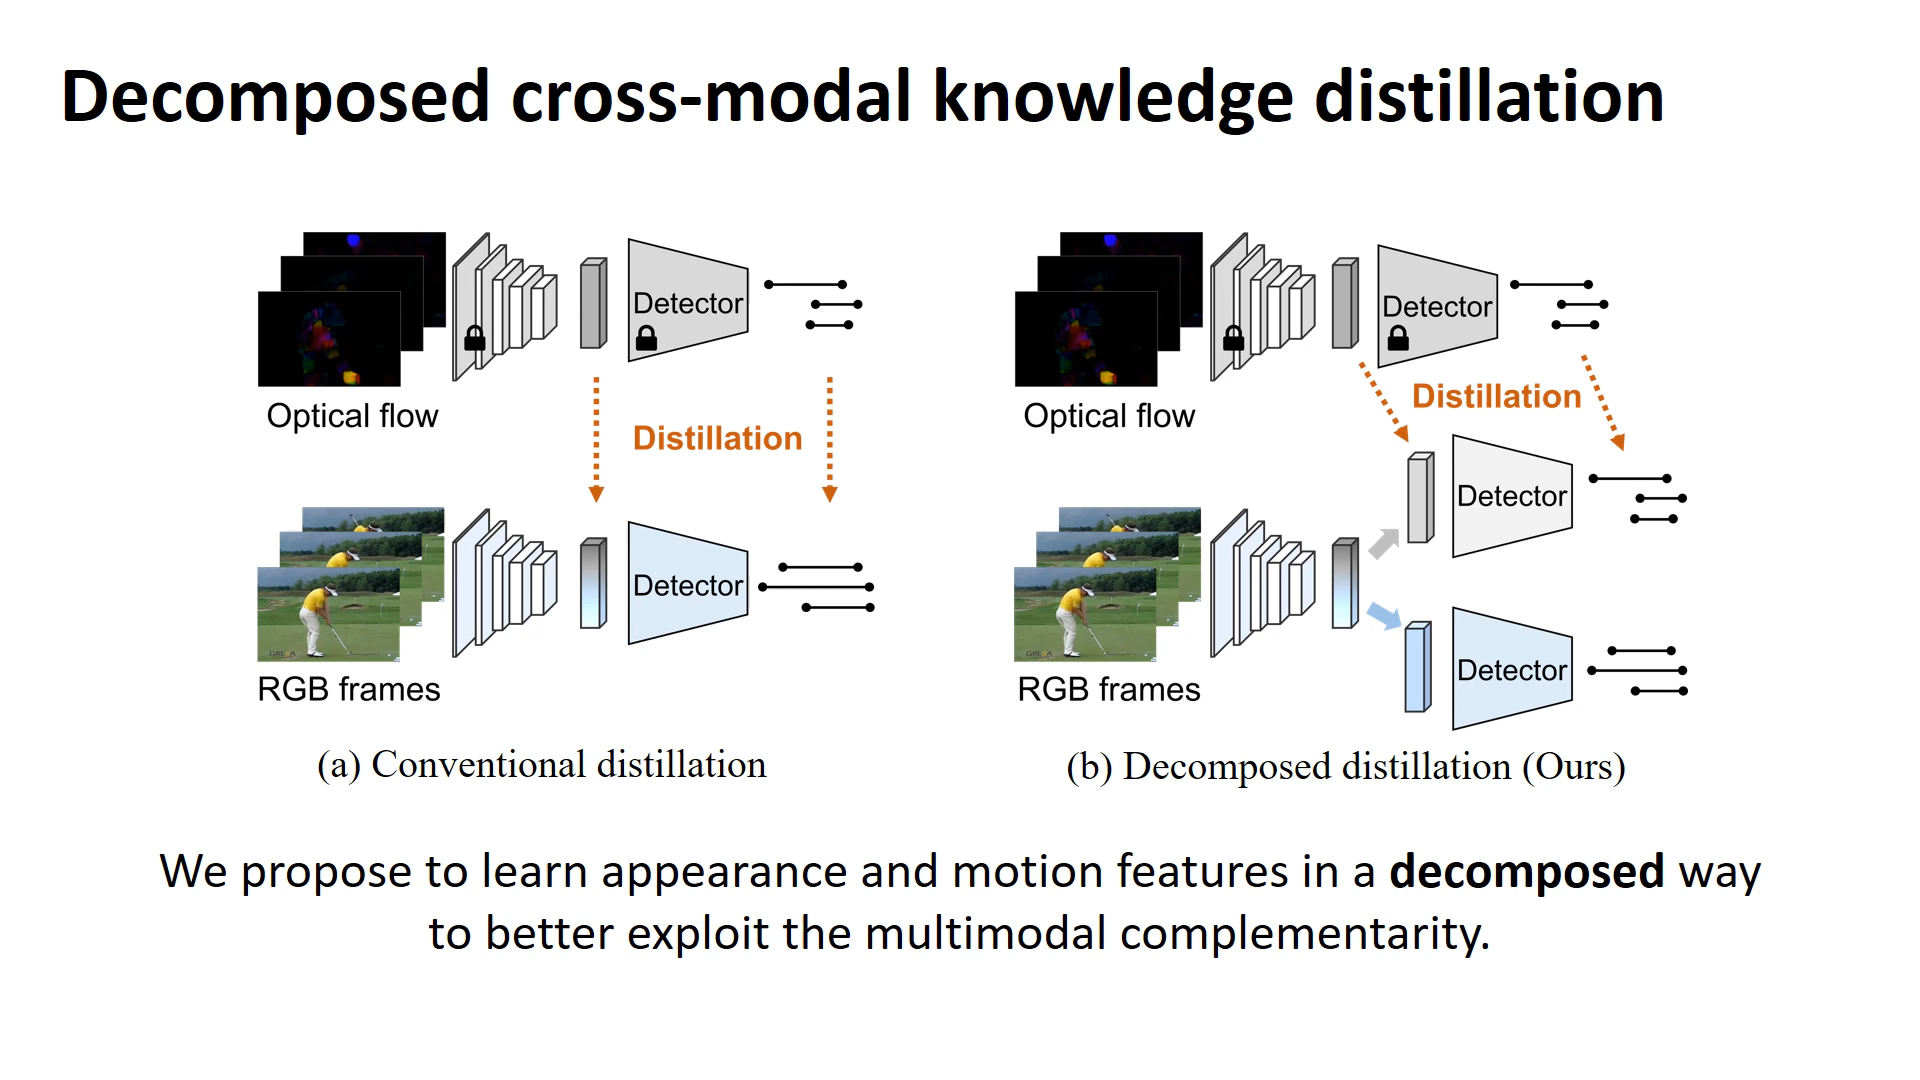 Decomposed cross-modal knowledge distillation
Detector
Optical flow
Distillation
Detector
RGB frames
(a) Conventional distillation
Detector
Optical flow
Distillation
Detector
Detector
RGB frames
(b) Decomposed distillation (Ours)
We propose to learn appearance and motion features in a decomposed way
to better exploit the multimodal complementarity.